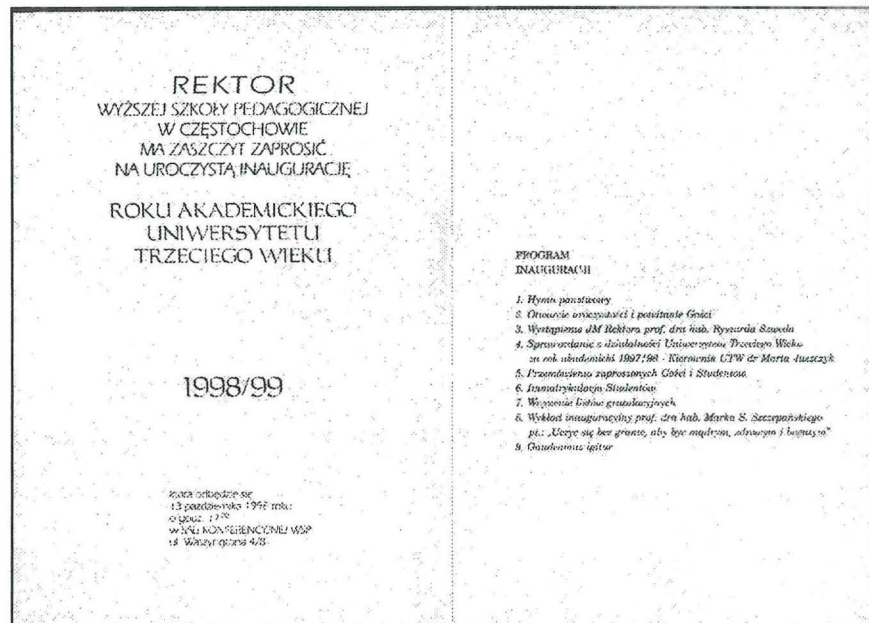 REKTOR
WYŻSZEJ SZKOŁY PEDAGOGICZNEJ
W CZĘSTOCHOWIE
MA ZASZCZYT ZAPROSIĆ
NA UROCZYSTĄ INAUGURACJĘ
ROKU AKADEMICKIEGO
UNIWERSYTETU
TRZECIEGO WIEKU
1998/99
która odbędzie się
13 października 1998 roku
o godz.
w SALI KONFERENCYJNEJ WSP
ul. Waszyngtona 4/8
PROGRAM
INAUGURACJI
1. Hymn państwowy
2. Otwarcie uroczystości i powitanie Gości
3. Wystąpienie JM Rektora prof. dra hab. Ryszarda Szweda
4. Sprawozdanie z działalności Uniwersytetu Trzeciego Wieku
za rok akademicki 1997/98 - Kierownik UTW dr Maria
5. Przemówienia zaproszonych Gości i Studentów
6. Immatrykulacja Studentów
7. Wręczenie listów gratulacyjnych
8. Wykład inauguracyjny prof. dra hab. Marka S. Szczepańskiego
pt.: „Uczyć się bez granic, aby być mądrym, zdrowym i bogatym"
9. Gaudeamus igitur